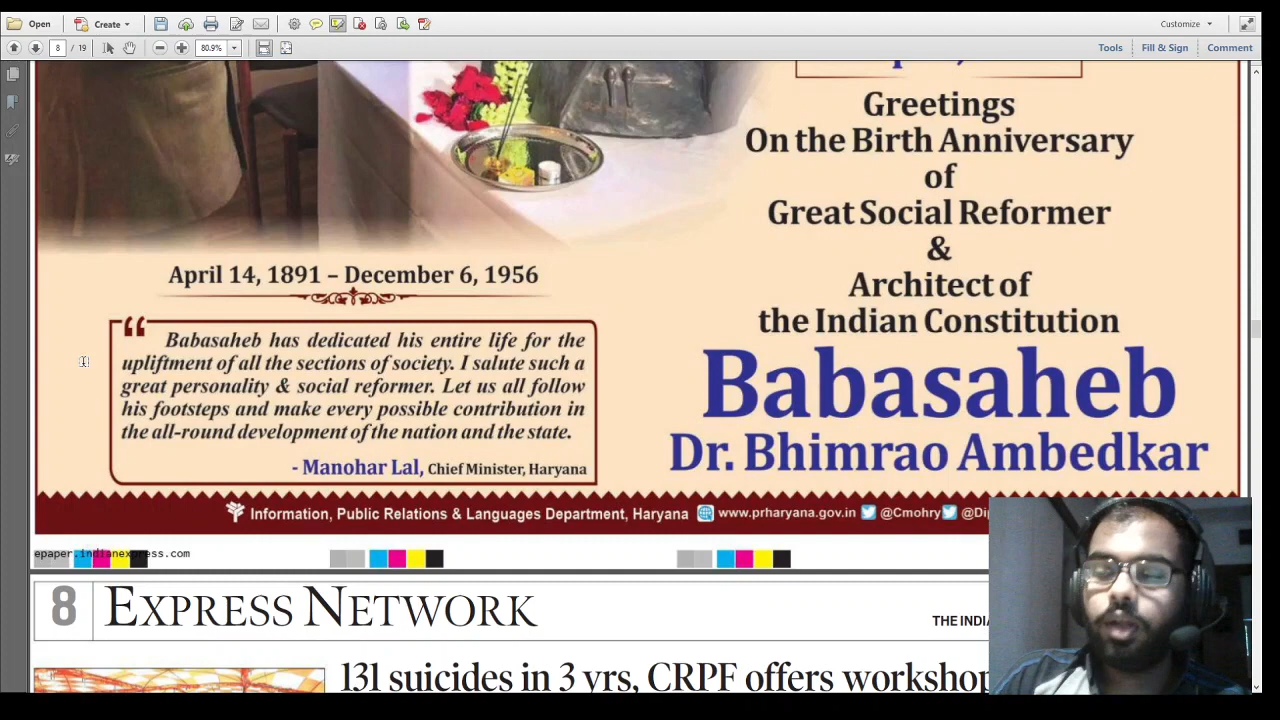 Open
Create
Customize
8 / 19
80.9%
Tools
Fill & Sign
Comment
Greetings
On the Birth Anniversary
of
Great Social Reformer
&
Architect of
the Indian Constitution
Babasaheb
Dr. Bhimrao Ambedkar
April 14, 1891 – December 6, 1956
“ Babasaheb has dedicated his entire life for the
upliftment of all the sections of society. I salute such a
great personality & social reformer. Let us all follow
his footsteps and make every possible contribution in
the all-round development of the nation and the state.
- Manohar Lal, Chief Minister, Haryana
Information, Public Relations & Languages Department, Haryana www.prharyana.gov.in @Cmohry
epaper.indianexpress.com
8 EXPRESS NETWORK
THE
131 suicides in 3 yrs, CRPF offers workshop